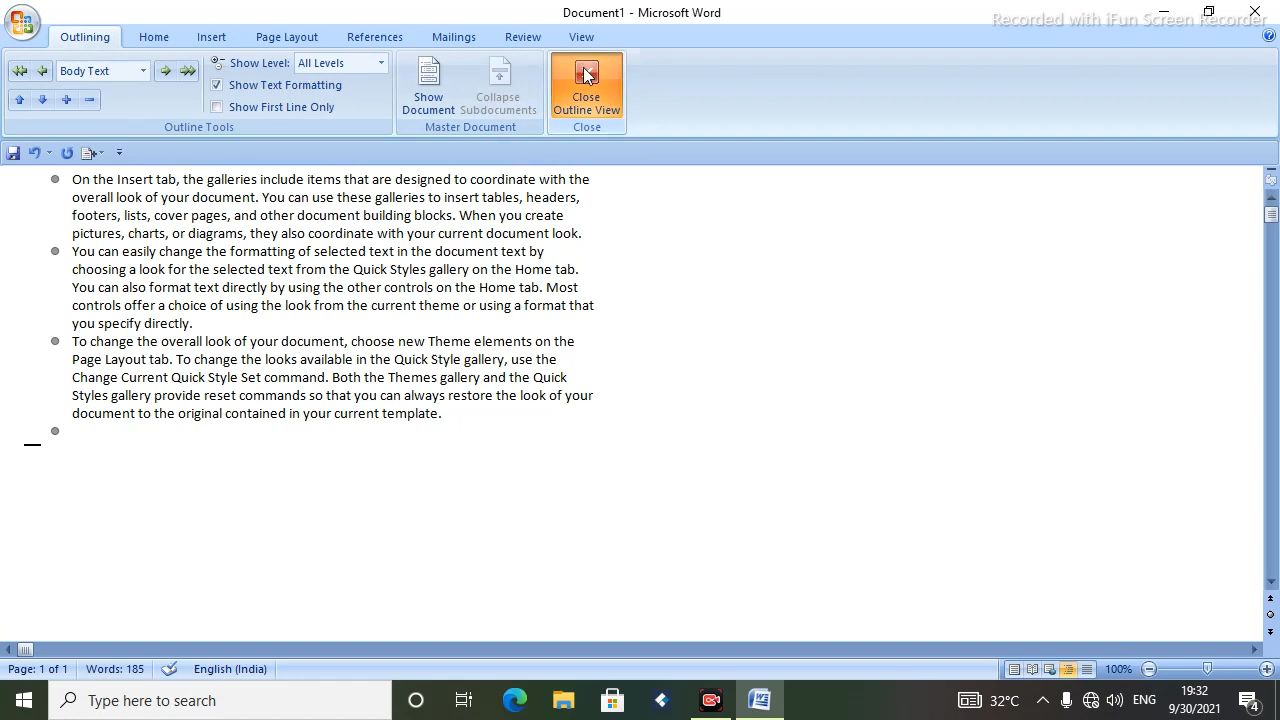 Document1 - Microsoft Word
Recorded with iFun Screen Recorder
Outlining Home Insert Page Layout References Mailings Review View
Body Text
Show Level: All Levels
Show Text Formatting
Show First Line Only
Outline Tools
Show Document
Collapse Subdocuments
Master Document
Close Outline View
Close
On the Insert tab, the galleries include items that are designed to coordinate with the
overall look of your document. You can use these galleries to insert tables, headers,
footers, lists, cover pages, and other document building blocks. When you create
pictures, charts, or diagrams, they also coordinate with your current document look.
You can easily change the formatting of selected text in the document text by
choosing a look for the selected text from the Quick Styles gallery on the Home tab.
You can also format text directly by using the other controls on the Home tab. Most
controls offer a choice of using the look from the current theme or using a format that
you specify directly.
To change the overall look of your document, choose new Theme elements on the
Page Layout tab. To change the looks available in the Quick Style gallery, use the
Change Current Quick Style Set command. Both the Themes gallery and the Quick
Styles gallery provide reset commands so that you can always restore the look of your
document to the original contained in your current template.
Page: 1 of 1 Words: 185 English (India) 100%
Type here to search
32°C ENG
19:32
9/30/2021
4